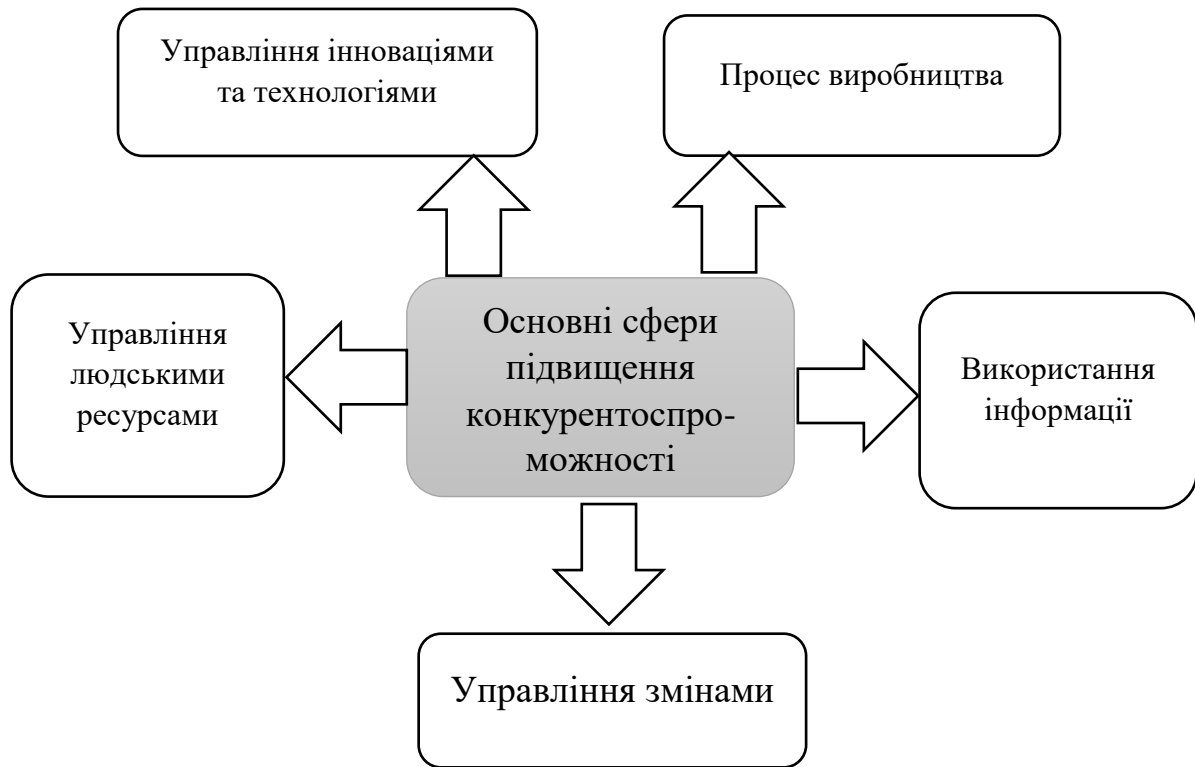 Управління інноваціями
та технологіями
Процес виробництва
Управління
людськими
ресурсами
Основні сфери
підвищення
конкурентоспро-
можності
Використання
інформації
Управління змінами